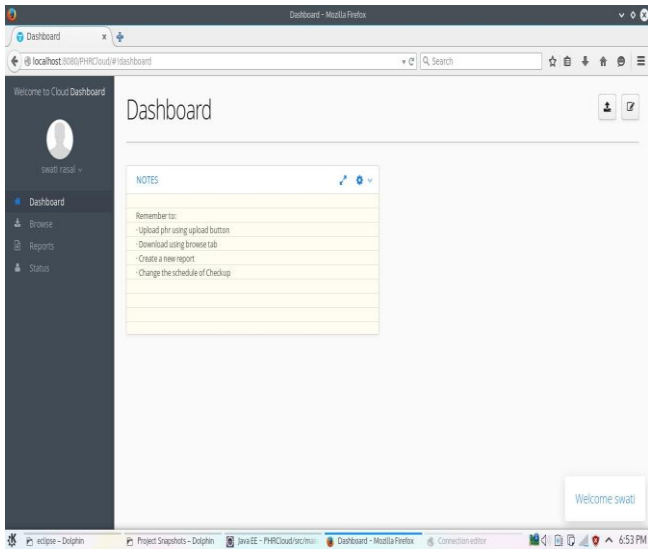 Dashboard - Mozilla Firefox
Dashboard x
localhost:8080/PHRCloud/#!dashboard
Search
Welcome to Cloud Dashboard
swati rasal
Dashboard
Browse
Reports
Status
Dashboard
NOTES
Remember to:
· Upload phr using upload button
· Download using browse tab
· Create a new report
· Change the schedule of Checkup
Welcome swati
eclipse - Dolphin
Project Snapshots - Dolphin
Java EE - PHRCloud/src/mai
Dashboard - Mozilla Firefox
Connection editor
6:53 PM